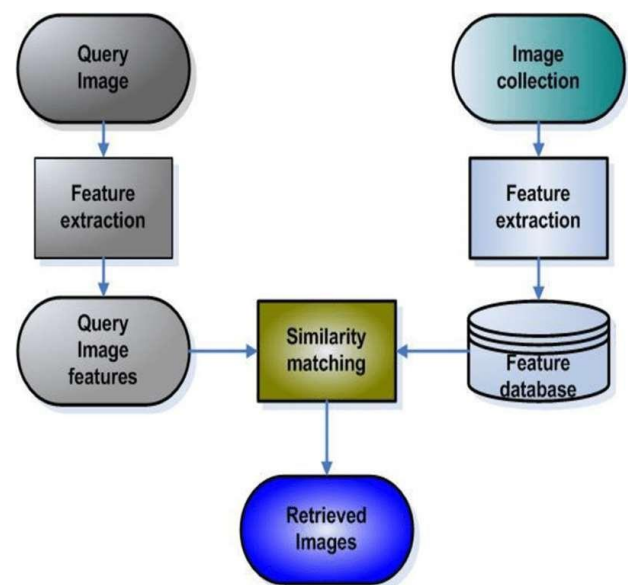 Query
Image
Image
collection
Feature
extraction
Feature
extraction
Query
Image
features
Similarity
matching
Feature
database
Retrieved
Images